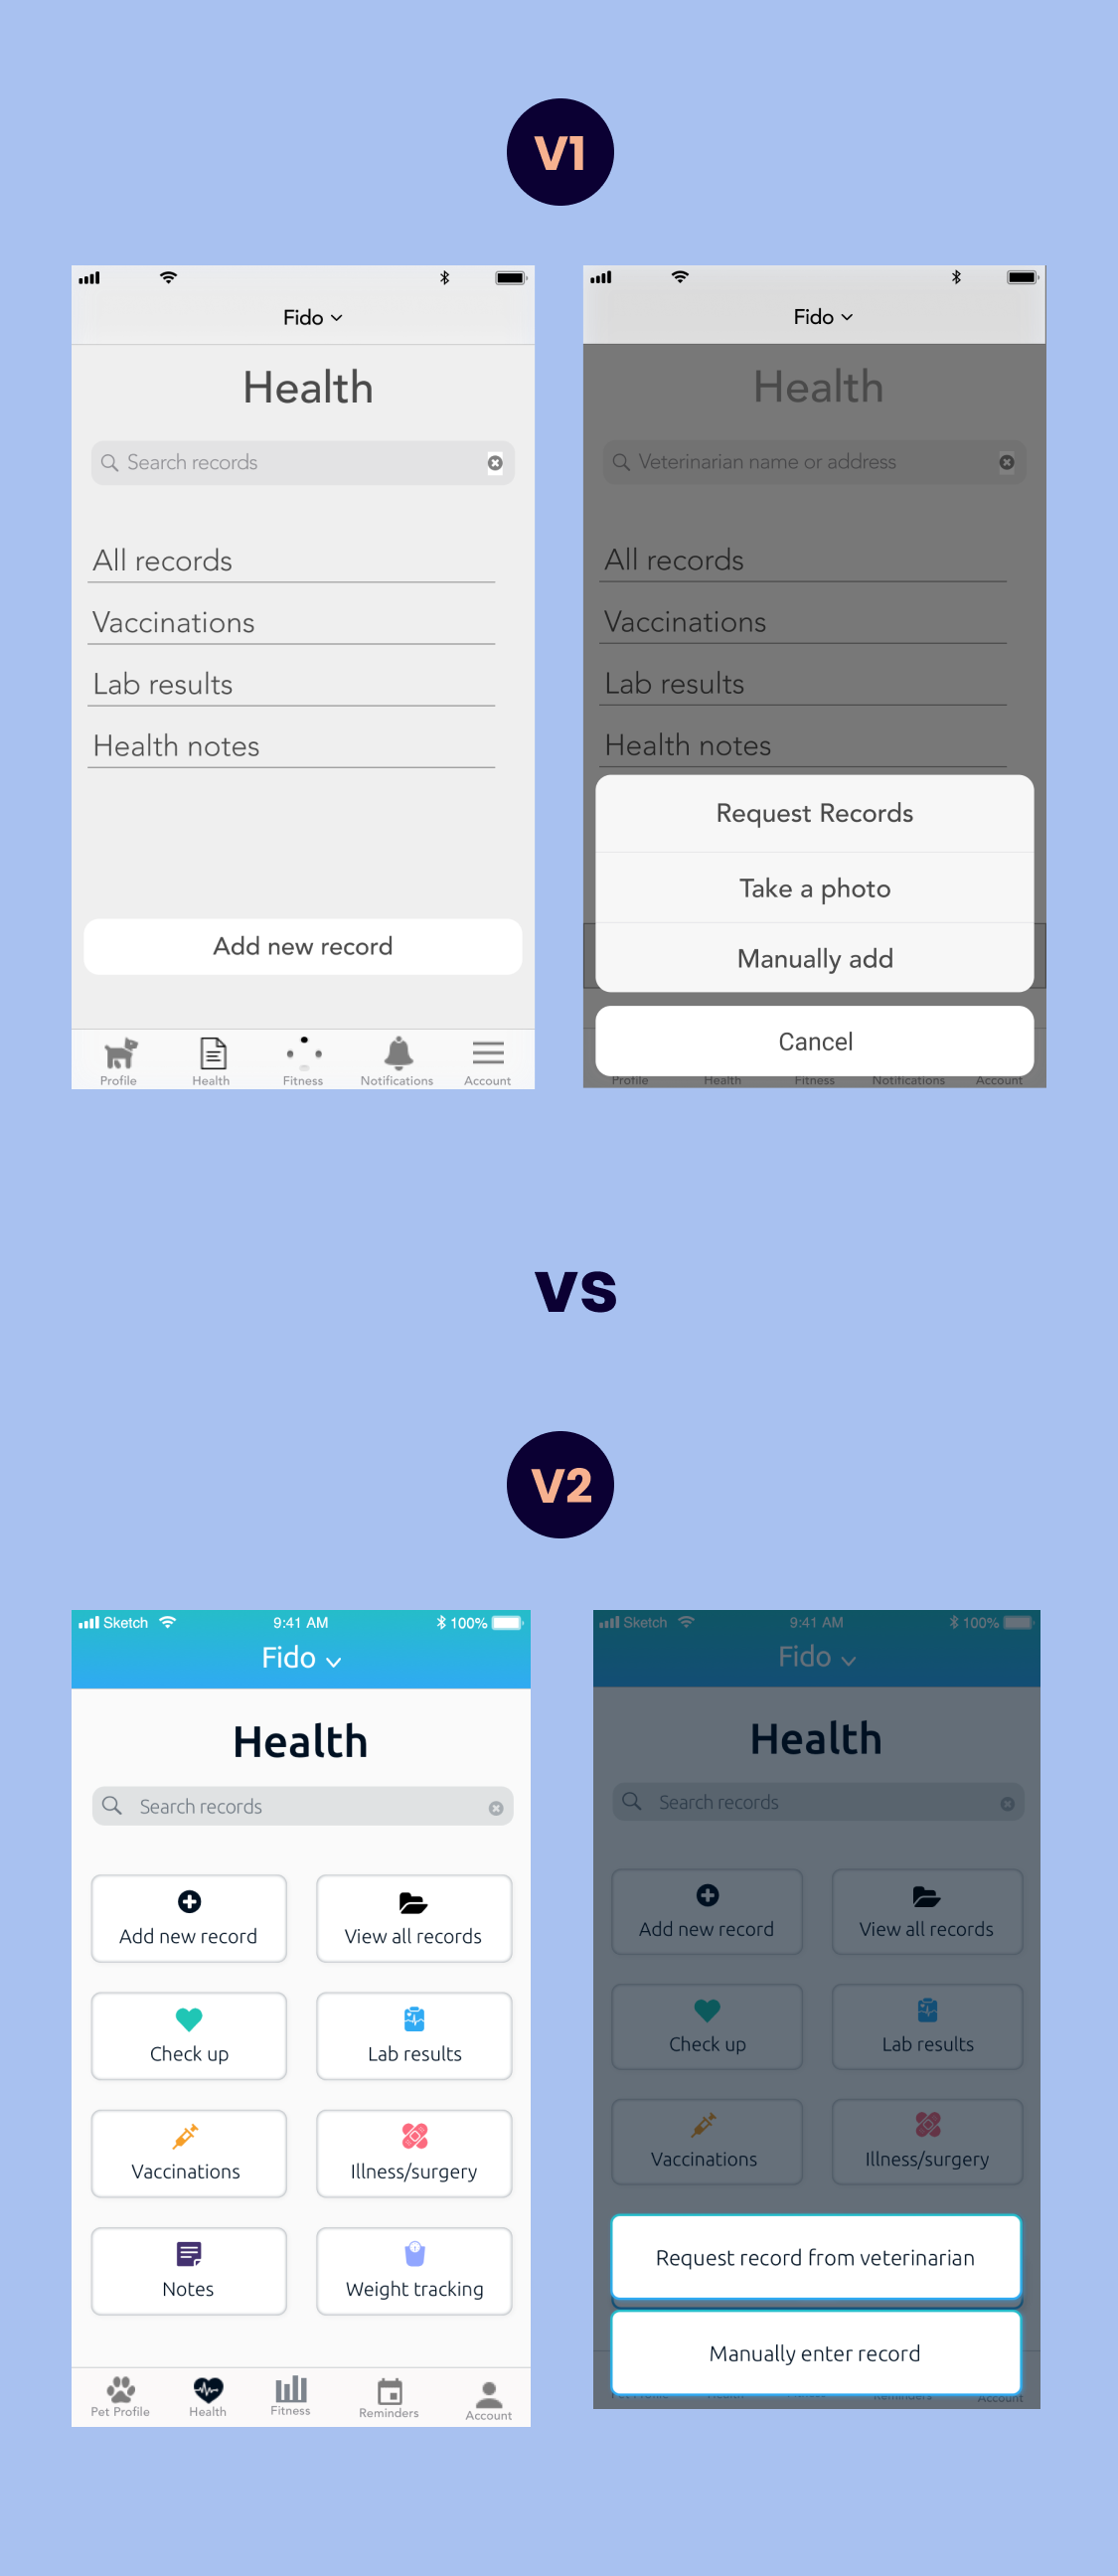 V1
Fido
Health
Search records
All records
Vaccinations
Lab results
Health notes
Add new record
Profile
Health
Fitness
Notifications
Account
Fido
Health
Veterinarian name or address
All records
Vaccinations
Lab results
Health notes
Request Records
Take a photo
Manually add
Cancel
Profile
Health
Fitness
Notifications
Account
VS
V2
Sketch 9:41 AM 100%
Fido
Health
Search records
Add new record
View all records
Check up
Lab results
Vaccinations
Illness/surgery
Notes
Weight tracking
Pet Profile
Health
Fitness
Reminders
Account
Sketch 9:41 AM 100%
Fido
Health
Search records
Add new record
View all records
Check up
Lab results
Vaccinations
Illness/surgery
Request record from veterinarian
Manually enter record
Reminders
Account